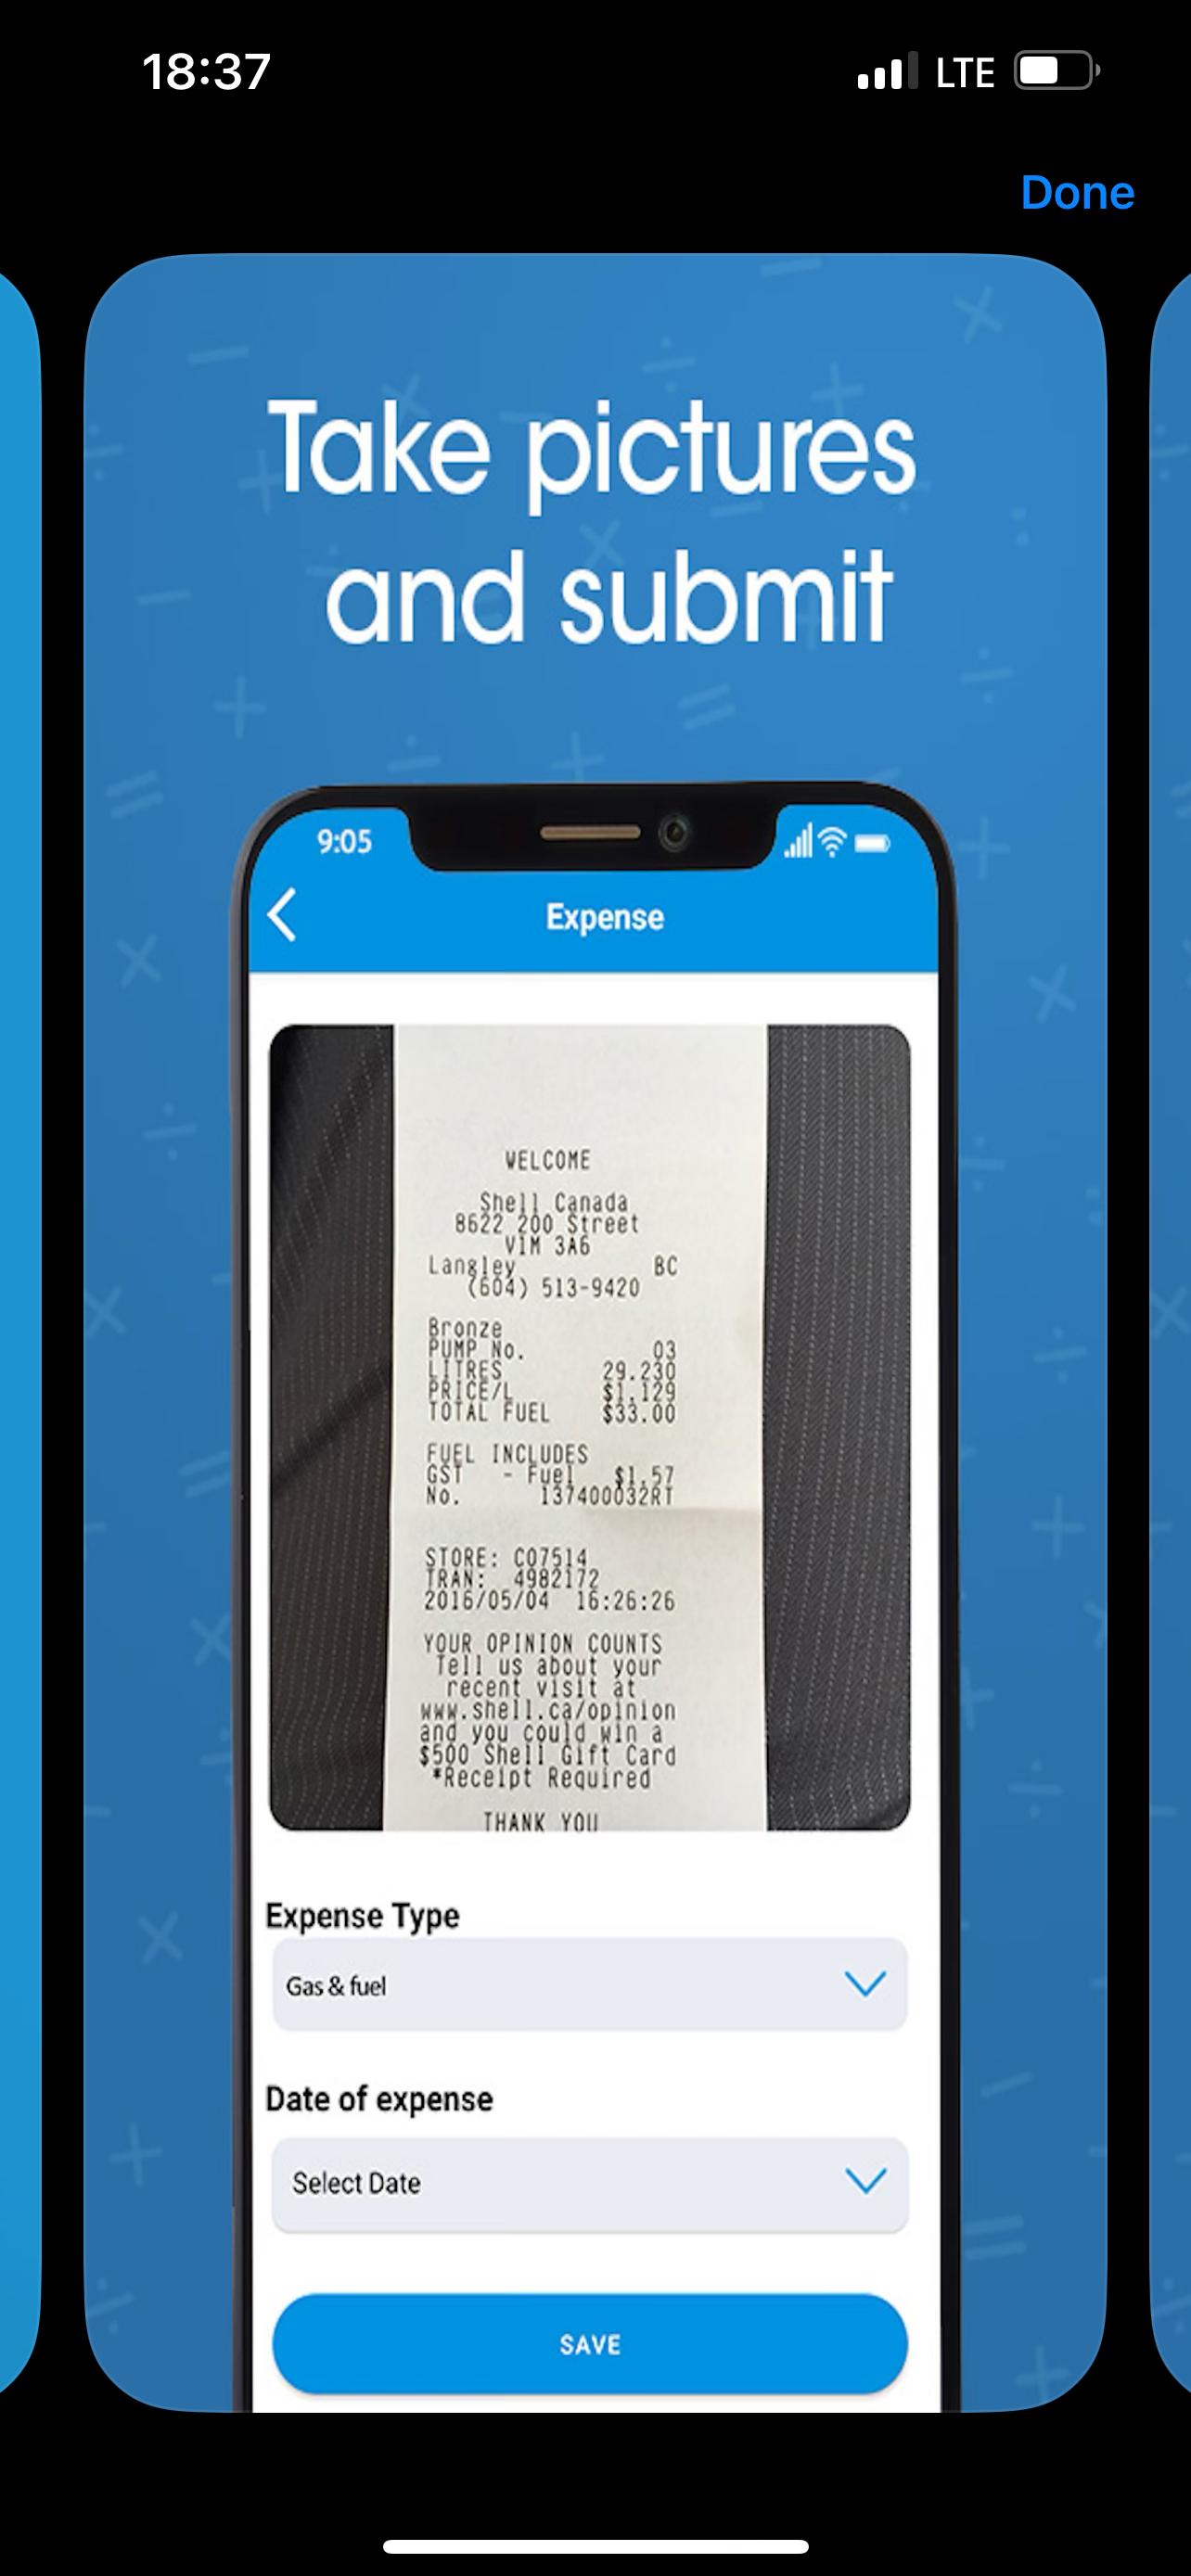 18:37
LTE
Done
Take pictures
and submit
9:05
Expense
WELCOME
Shell Canada
8622 200 Street
V1M 3A6
Langley BC
(604) 513-9420
Bronze
PUMP No. 03
LITRES 29.230
PRICE/L $1.129
TOTAL FUEL $33.00
FUEL INCLUDES
GST - Fuel $1.57
No. 137400032RT
STORE: C07514
TRAN: 4982172
2016/05/04 16:26:26
YOUR OPINION COUNTS
Tell us about your
recent visit at
www.shell.ca/opinion
and you could win a
$500 Shell Gift Card
*Receipt Required
THANK YOU
Expense Type
Gas & fuel
Date of expense
Select Date
SAVE